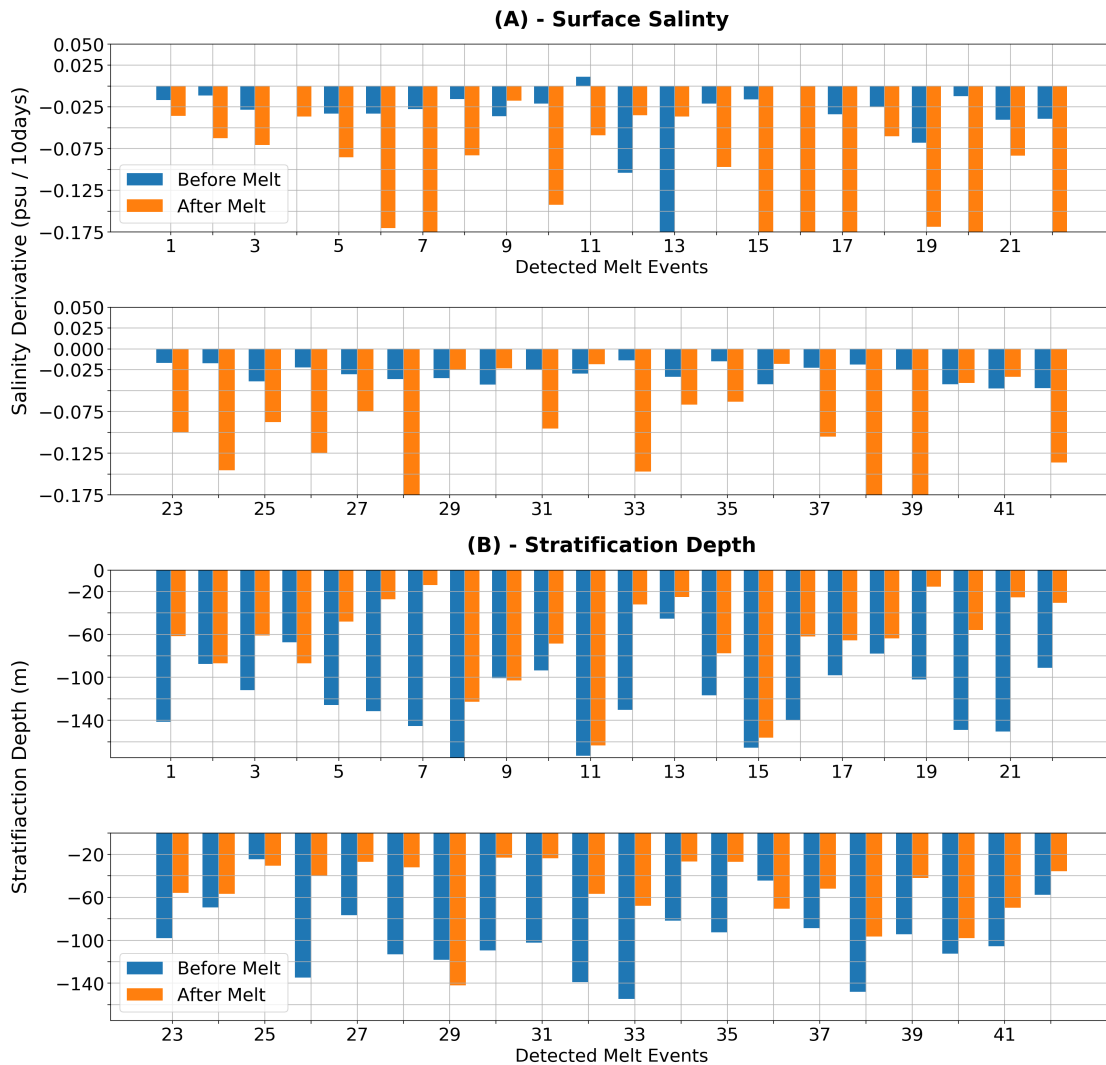 (A) - Surface Salinty
Salinity Derivative (psu / 10days)
0.050
0.025
−0.025
−0.075
−0.125
−0.175
Before Melt
After Melt
1 3 5 7 9 11 13 15 17 19 21
Detected Melt Events
0.050
0.025
0.000
−0.025
−0.075
−0.125
−0.175
23 25 27 29 31 33 35 37 39 41
(B) - Stratification Depth
Stratifiaction Depth (m)
0
−20
−60
−100
−140
1 3 5 7 9 11 13 15 17 19 21
−20
−60
−100
−140
Before Melt
After Melt
23 25 27 29 31 33 35 37 39 41
Detected Melt Events